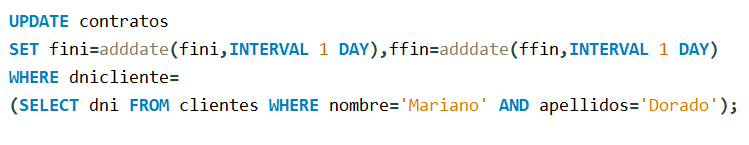 UPDATE contratos
SET fini=adddate(fini,INTERVAL 1 DAY),ffin=adddate(ffin,INTERVAL 1 DAY)
WHERE dnicliente=
(SELECT dni FROM clientes WHERE nombre='Mariano' AND apellidos='Dorado');